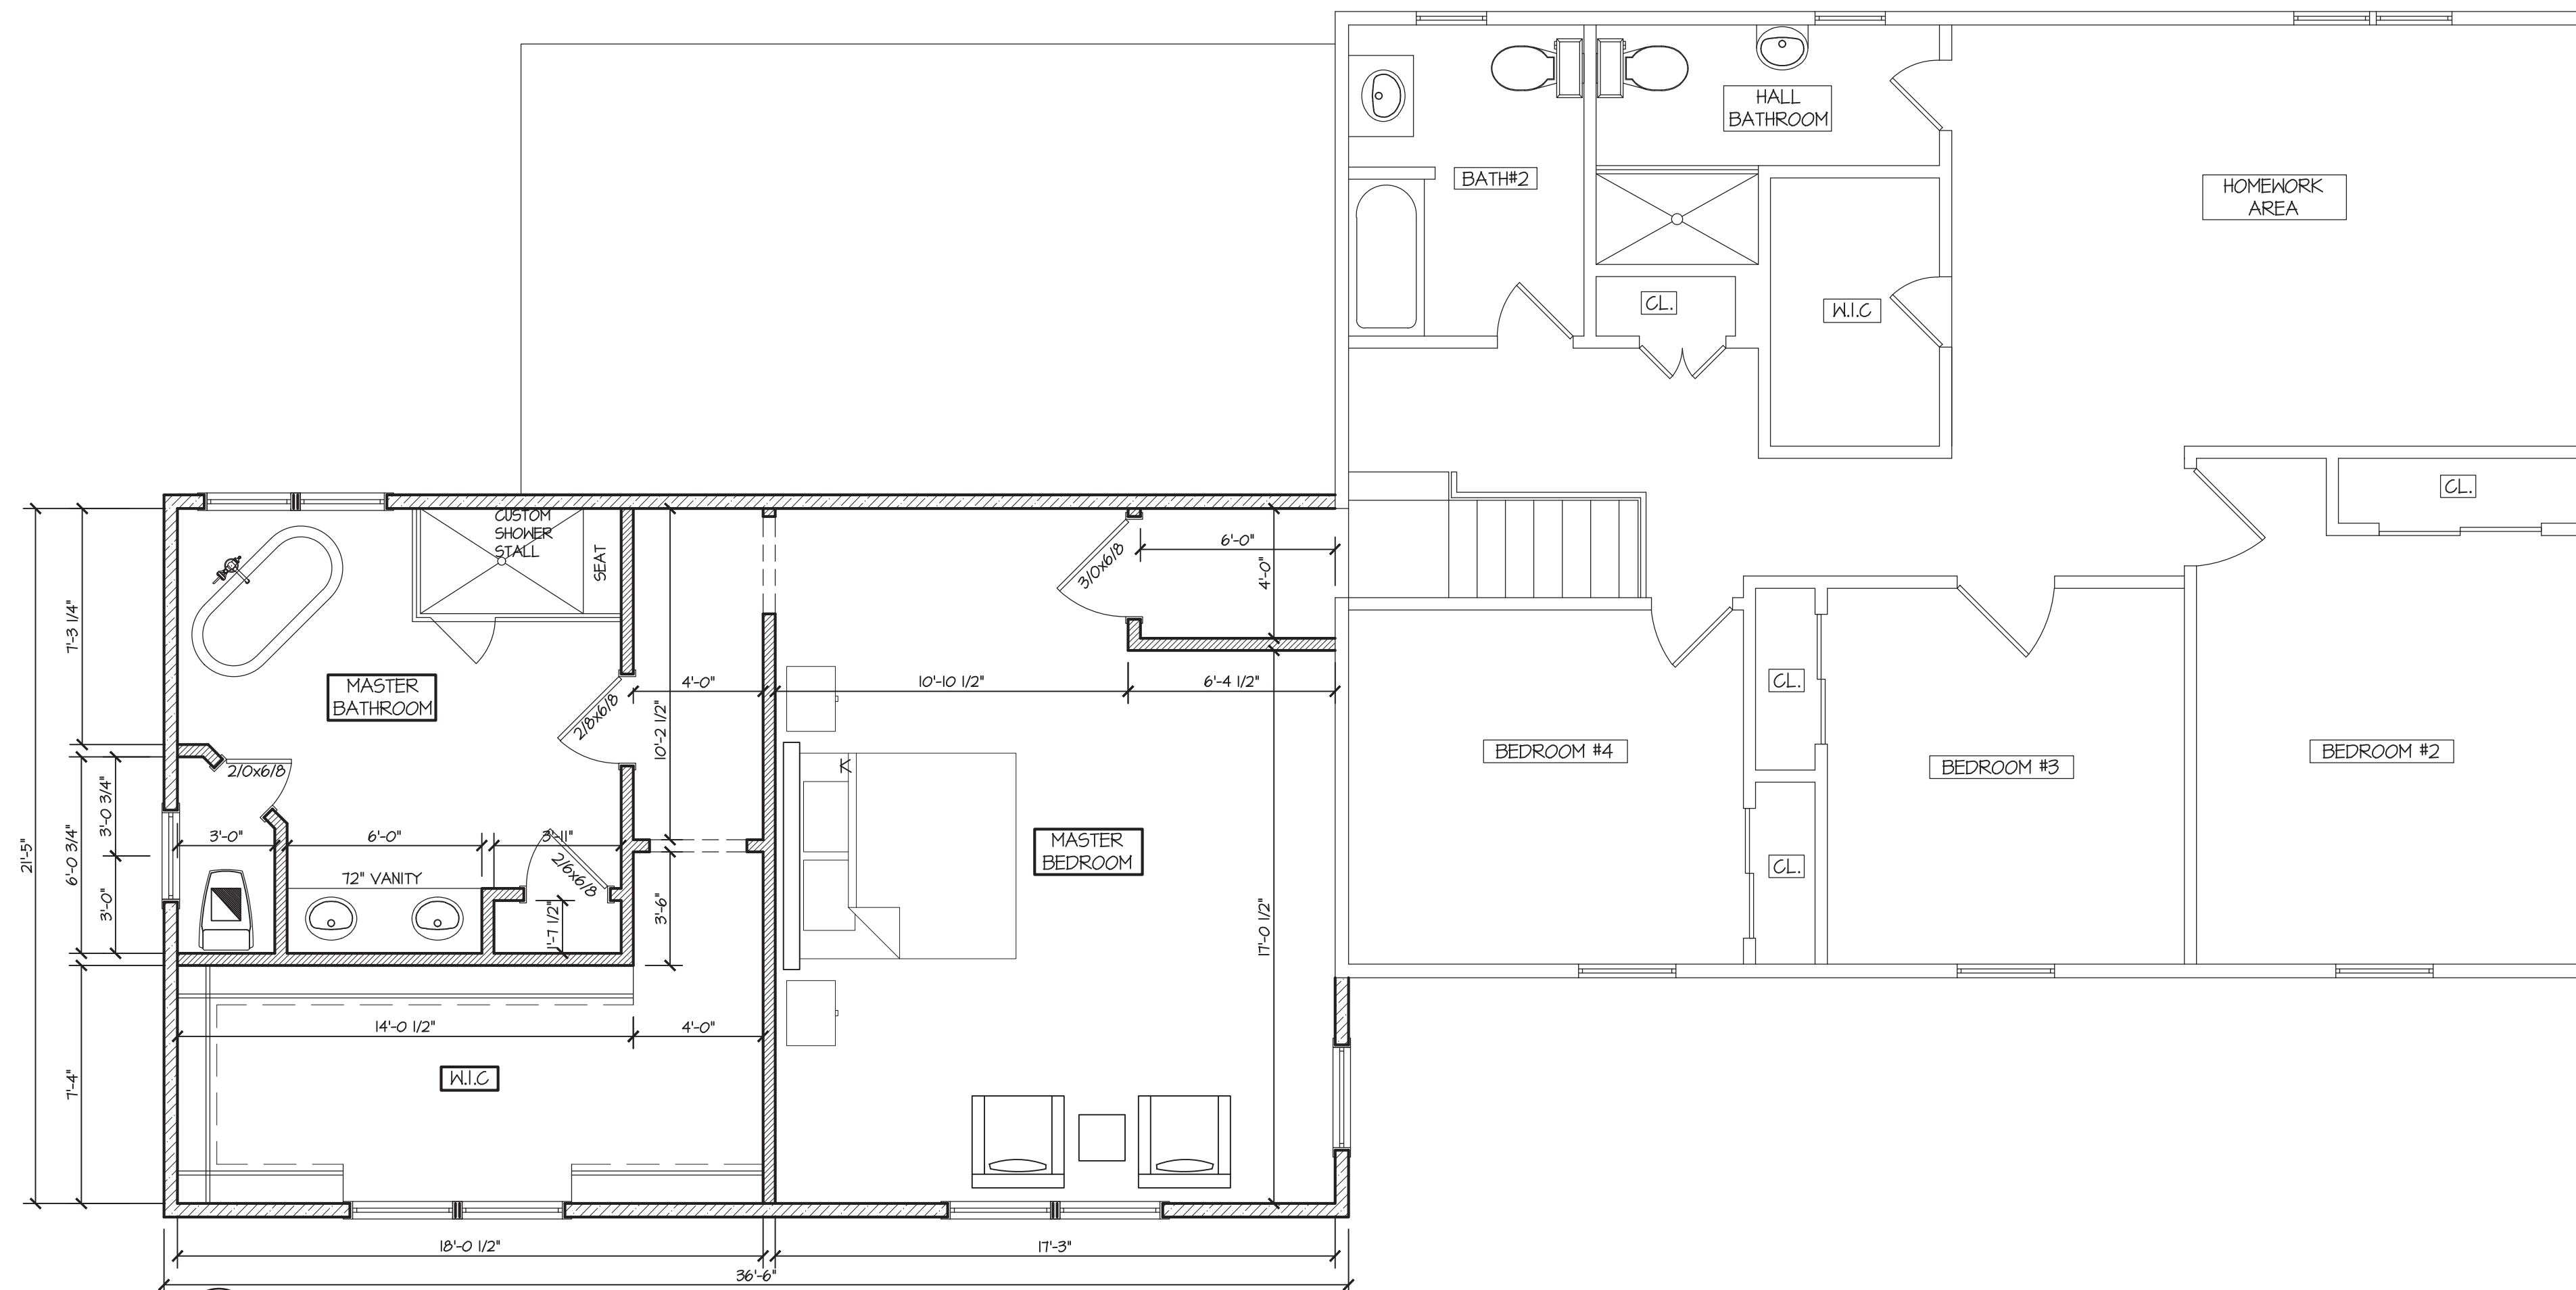 HALL
BATHROOM
BATH#2
HOMEWORK
AREA
CL.
W.I.C
CL.
CUSTOM
SHOWER
STALL
SEAT
3/0x6/8
6'-0"
4'-0"
7'-3 1/4"
MASTER
BATHROOM
2/8x6/8
4'-0"
10'-10 1/2"
6'-4 1/2"
10'-2 1/2"
CL.
BEDROOM #4
BEDROOM #3
BEDROOM #2
2/0x6/8
K
21'-5"
6'-0 3/4"
3'-0 3/4"
3'-0"
3'-0"
6'-0"
3'-11"
2/6x6/8
MASTER
BEDROOM
CL.
72" VANITY
1'-7 1/2"
3'-6"
17'-0 1/2"
14'-0 1/2"
4'-0"
7'-4"
W.I.C
18'-0 1/2"
17'-3"
36'-6"